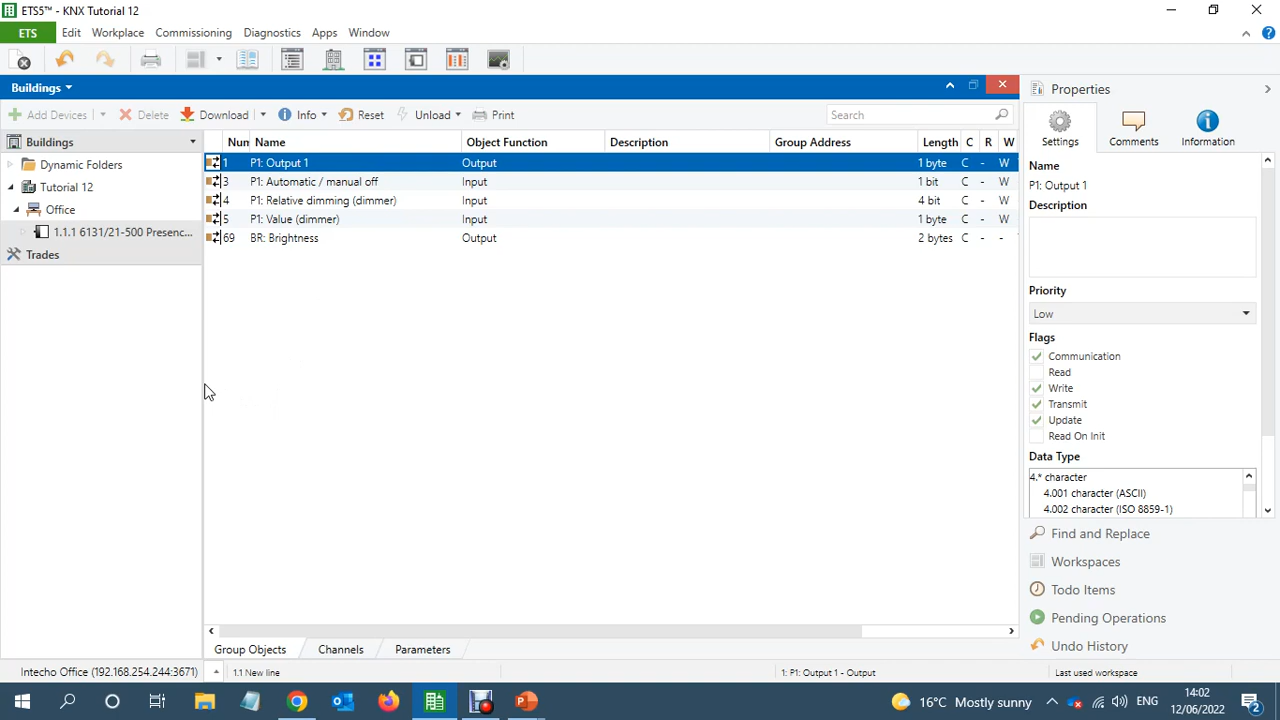 ETS5™ - KNX Tutorial 12
ETS Edit Workplace Commissioning Diagnostics Apps Window
Buildings
Add Devices Delete Download Info Reset Unload Print Search
Buildings
Dynamic Folders
Tutorial 12
Office
1.1.1 6131/21-500 Presenc...
Trades
Num Name Object Function Description Group Address Length C R W
1 P1: Output 1 Output 1 byte C - W
3 P1: Automatic / manual off Input 1 bit C - W
4 P1: Relative dimming (dimmer) Input 4 bit C - W
5 P1: Value (dimmer) Input 1 byte C - W
69 BR: Brightness Output 2 bytes C - -
Group Objects Channels Parameters
Properties
Settings Comments Information
Name
P1: Output 1
Description
Priority
Low
Flags
Communication
Read
Write
Transmit
Update
Read On Init
Data Type
4.* character
4.001 character (ASCII)
4.002 character (ISO 8859-1)
Find and Replace
Workspaces
Todo Items
Pending Operations
Undo History
Intecho Office (192.168.254.244:3671) 1.1 New line 1: P1: Output 1 - Output Last used workspace
16°C Mostly sunny ENG 14:02
12/06/2022
2